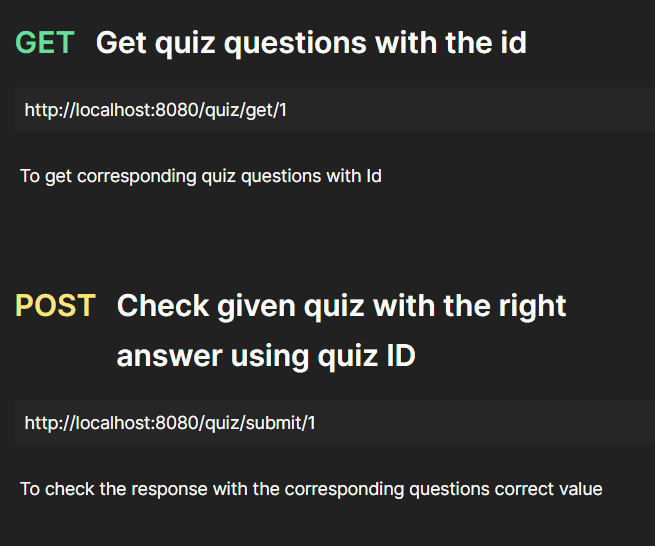 GET Get quiz questions with the id
http://localhost:8080/quiz/get/1
To get corresponding quiz questions with Id
POST Check given quiz with the right
answer using quiz ID
http://localhost:8080/quiz/submit/1
To check the response with the corresponding questions correct value